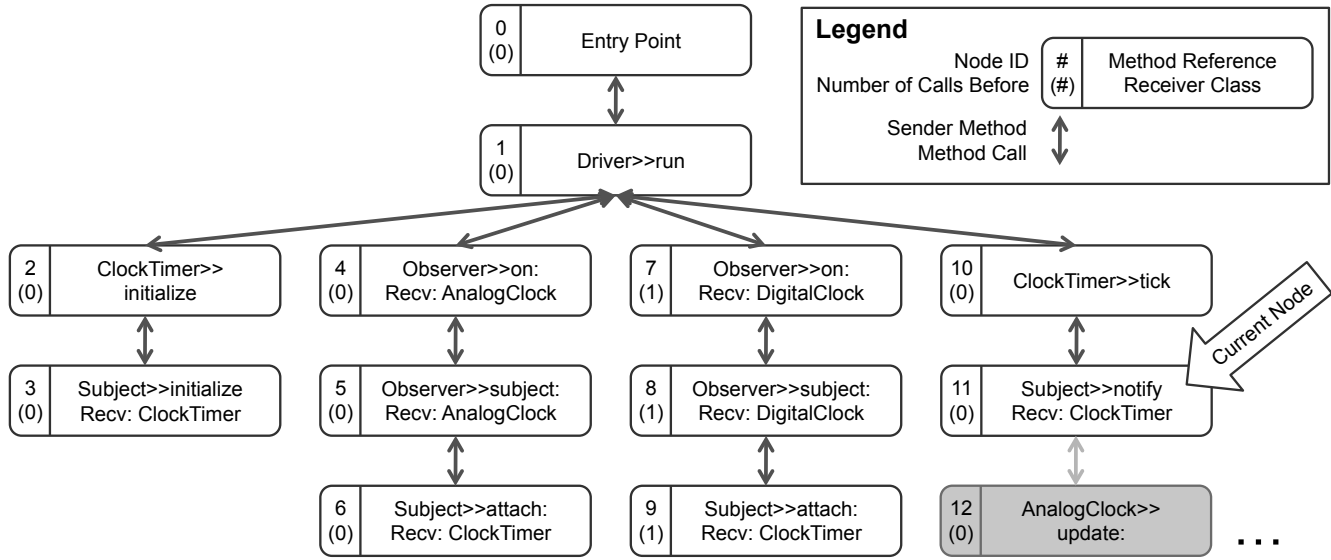 0
(0)
Entry Point
Legend
Node ID
Number of Calls Before
#
(#)
Method Reference
Receiver Class
Sender Method
Method Call
1
(0)
Driver>>run
2
(0)
ClockTimer>>
initialize
4
(0)
Observer>>on:
Recv: AnalogClock
7
(1)
Observer>>on:
Recv: DigitalClock
10
(0)
ClockTimer>>tick
Current Node
3
(0)
Subject>>initialize
Recv: ClockTimer
5
(0)
Observer>>subject:
Recv: AnalogClock
8
(1)
Observer>>subject:
Recv: DigitalClock
11
(0)
Subject>>notify
Recv: ClockTimer
6
(0)
Subject>>attach:
Recv: ClockTimer
9
(1)
Subject>>attach:
Recv: ClockTimer
12
(0)
AnalogClock>>
update:
...